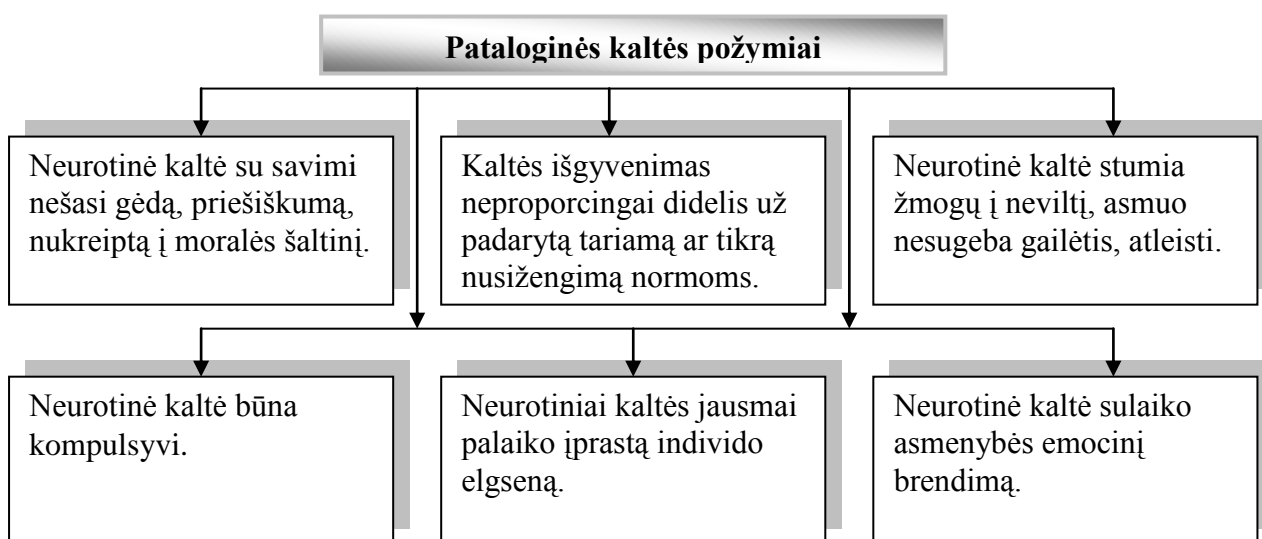 Pataloginės kaltės požymiai
Neurotinė kaltė su savimi
nešasi gėdą, priešiškumą,
nukreiptą į moralės šaltinį.
Kaltės išgyvenimas
neproporcingai didelis už
padarytą tariamą ar tikrą
nusižengimą normoms.
Neurotinė kaltė stumia
žmogų į neviltį, asmuo
nesugeba gailėtis, atleisti.
Neurotinė kaltė būna
kompulsyvi.
Neurotiniai kaltės jausmai
palaiko įprastą individo
elgseną.
Neurotinė kaltė sulaiko
asmenybės emocinį
brendimą.